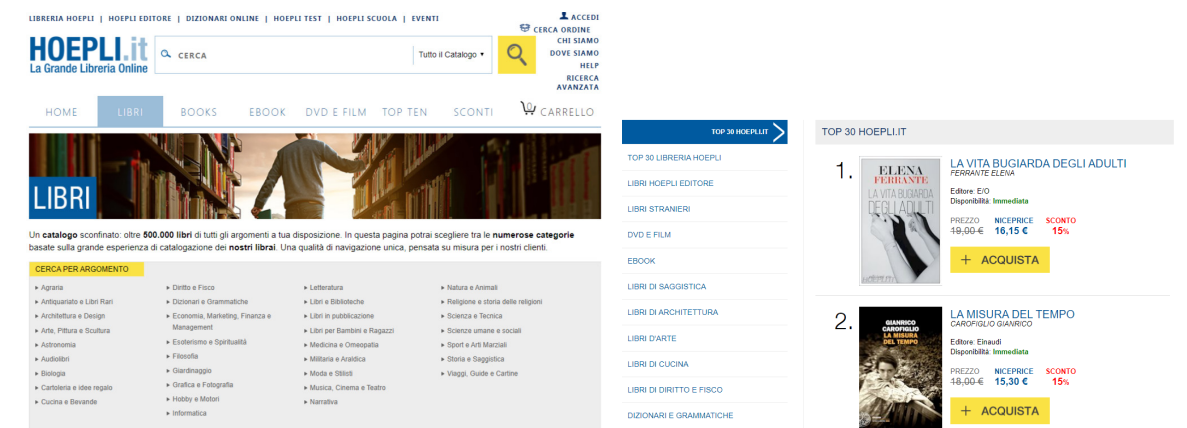 LIBRERIA HOEPLI | HOEPLI EDITORE | DIZIONARI ONLINE | HOEPLI TEST | HOEPLI SCUOLA | EVENTI
ACCEDI
CERCA ORDINE
CHI SIAMO
DOVE SIAMO
HELP
RICERCA
AVANZATA
HOEPLI.it
La Grande Libreria Online
CERCA
Tutto il Catalogo
HOME LIBRI BOOKS EBOOK DVD E FILM TOP TEN SCONTI 0 CARRELLO
LIBRI
Un catalogo sconfinato: oltre 500.000 libri di tutti gli argomenti a tua disposizione. In questa pagina potrai scegliere tra le numerose categorie
basate sulla grande esperienza di catalogazione dei nostri librai. Una qualità di navigazione unica, pensata su misura per i nostri clienti.
CERCA PER ARGOMENTO
Agraria
Antiquariato e Libri Rari
Architettura e Design
Arte, Pittura e Scultura
Astronomia
Audiolibri
Biologia
Cartoleria e idee regalo
Cucina e Bevande
Diritto e Fisco
Dizionari e Grammatiche
Economia, Marketing, Finanza e
Management
Esoterismo e Spiritualità
Filosofia
Giardinaggio
Grafica e Fotografia
Hobby e Motori
Informatica
Letteratura
Libri e Biblioteche
Libri in pubblicazione
Libri per Bambini e Ragazzi
Medicina e Omeopatia
Militaria e Araldica
Moda e Stilisti
Musica, Cinema e Teatro
Narrativa
Natura e Animali
Religione e storia delle religioni
Scienza e Tecnica
Scienze umane e sociali
Sport e Arti Marziali
Storia e Saggistica
Viaggi, Guide e Cartine
TOP 30 HOEPLI.IT
TOP 30 LIBRERIA HOEPLI
LIBRI HOEPLI EDITORE
LIBRI STRANIERI
DVD E FILM
EBOOK
LIBRI DI SAGGISTICA
LIBRI DI ARCHITETTURA
LIBRI D'ARTE
LIBRI DI CUCINA
LIBRI DI DIRITTO E FISCO
DIZIONARI E GRAMMATICHE
TOP 30 HOEPLI.IT
1.
ELENA
FERRANTE
LA VITA BUGIARDA
DEGLI ADULTI
LA VITA BUGIARDA DEGLI ADULTI
FERRANTE ELENA
Editore: E/O
Disponibilità: Immediata
PREZZO NICEPRICE SCONTO
19,00 € 16,15 € 15%
+ ACQUISTA
2.
GIANRICO
CAROFIGLIO
LA MISURA
DEL TEMPO
LA MISURA DEL TEMPO
CAROFIGLIO GIANRICO
Editore: Einaudi
Disponibilità: Immediata
PREZZO NICEPRICE SCONTO
18,00 € 15,30 € 15%
+ ACQUISTA